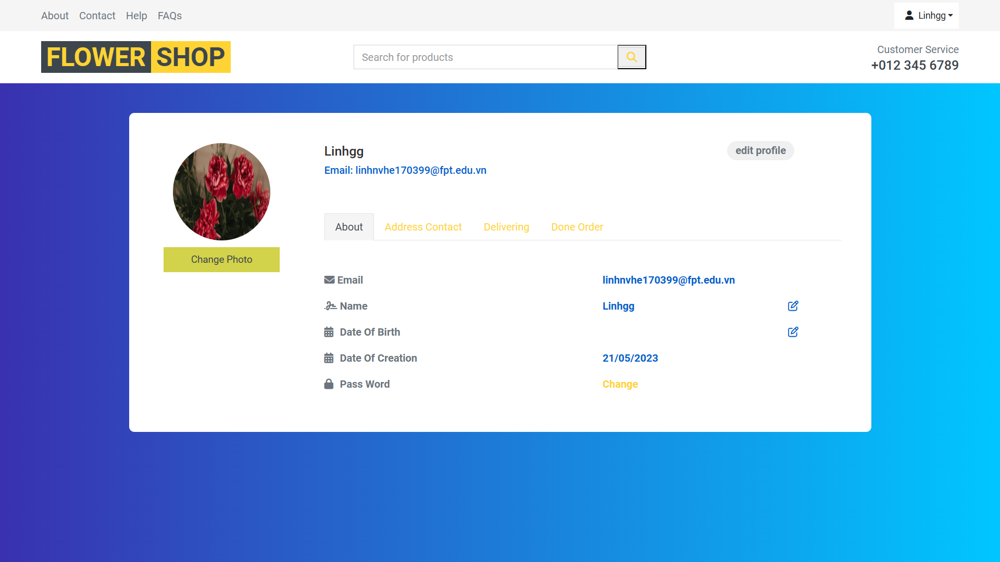 About Contact Help FAQs Linhgg
FLOWER SHOP
Search for products
Customer Service
+012 345 6789
Linhgg
edit profile
Email: linhnvhe170399@fpt.edu.vn
About Address Contact Delivering Done Order
Change Photo
Email linhnvhe170399@fpt.edu.vn
Name Linhgg
Date Of Birth
Date Of Creation 21/05/2023
Pass Word Change